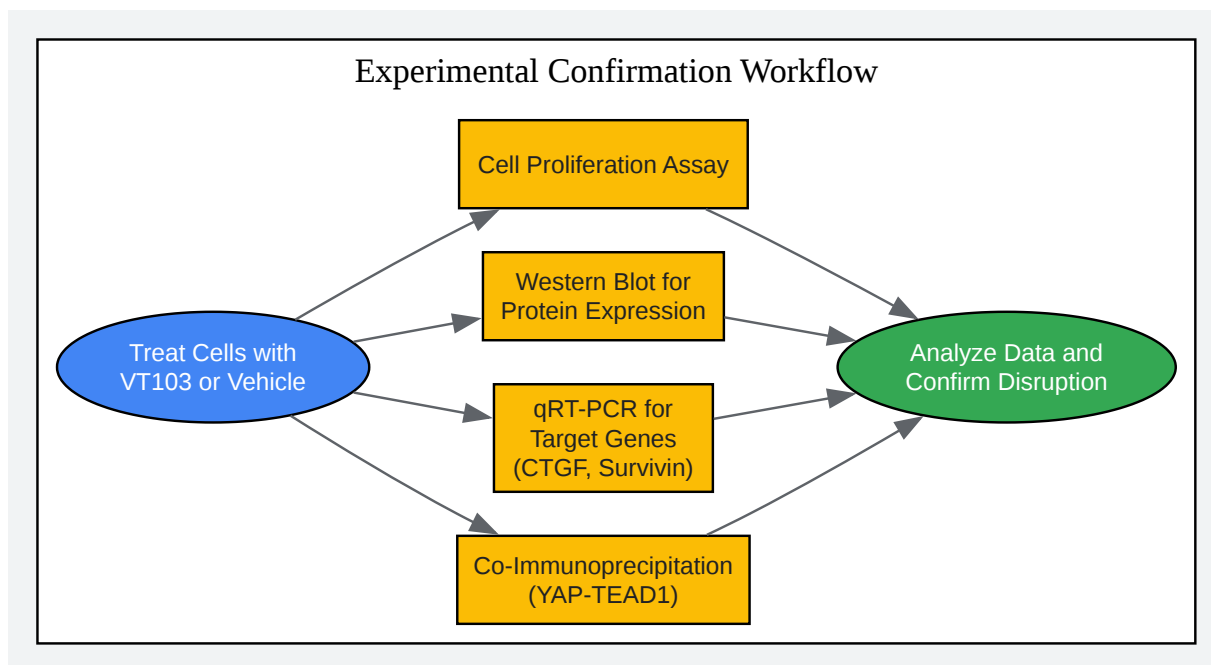 Experimental Confirmation Workflow
Cell Proliferation Assay
Western Blot for
Protein Expression
Treat Cells with
VT103 or Vehicle
Analyze Data and
Confirm Disruption
qRT-PCR for
Target Genes
(CTGF, Survivin)
Co-Immunoprecipitation
(YAP-TEAD1)